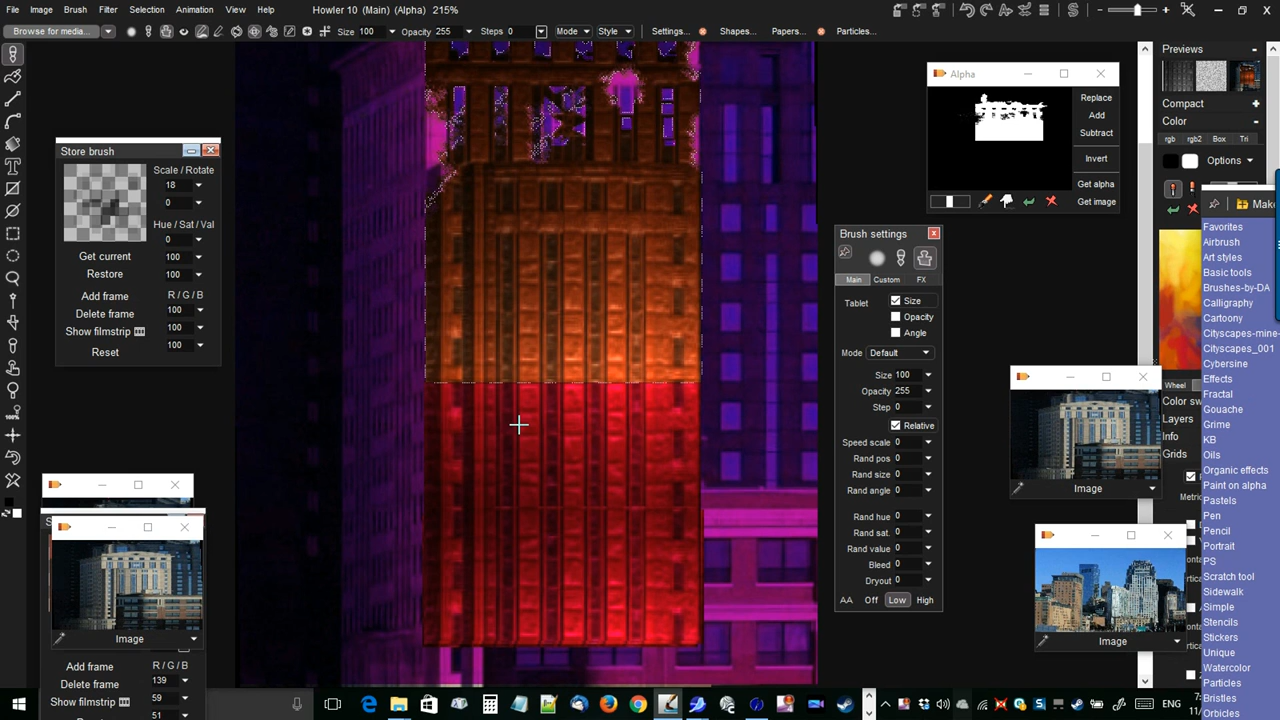 File Image Brush Filter Selection Animation View Help
Howler 10 (Main) (Alpha) 215%
Browse for media...
Size 100 Opacity 255 Steps 0 Mode Style Settings... Shapes... Papers... Particles...
Store brush
Scale / Rotate
18
0
Hue / Sat / Val
0
Get current 100
Restore 100
Add frame R / G / B
Delete frame 100
Show filmstrip 100
Reset 100
Image
Add frame R / G / B
Delete frame 139
Show filmstrip 59
51
Alpha
Replace
Add
Subtract
Invert
Get alpha
Get image
Brush settings
Main Custom FX
Tablet Size
Opacity
Angle
Mode Default
Size 100
Opacity 255
Step 0
Relative
Speed scale 0
Rand pos 0
Rand size 0
Rand angle 0
Rand hue 0
Rand sat. 0
Rand value 0
Bleed 0
Dryout 0
AA Off Low High
Image
Image
Previews
Compact
Color
rgb rgb2 Box Tri
Options
Wheel
Color sw
Layers
Info
Grids
Metric
Favorites
Airbrush
Art styles
Basic tools
Brushes-by-DA
Calligraphy
Cartoony
Cityscapes-mine-
Cityscapes_001
Cybersine
Effects
Fractal
Gouache
Grime
KB
Oils
Organic effects
Paint on alpha
Pastels
Pen
Pencil
Portrait
PS
Scratch tool
Sidewalk
Simple
Stencils
Stickers
Unique
Watercolor
Particles
Bristles
Orbicles
100%
ENG